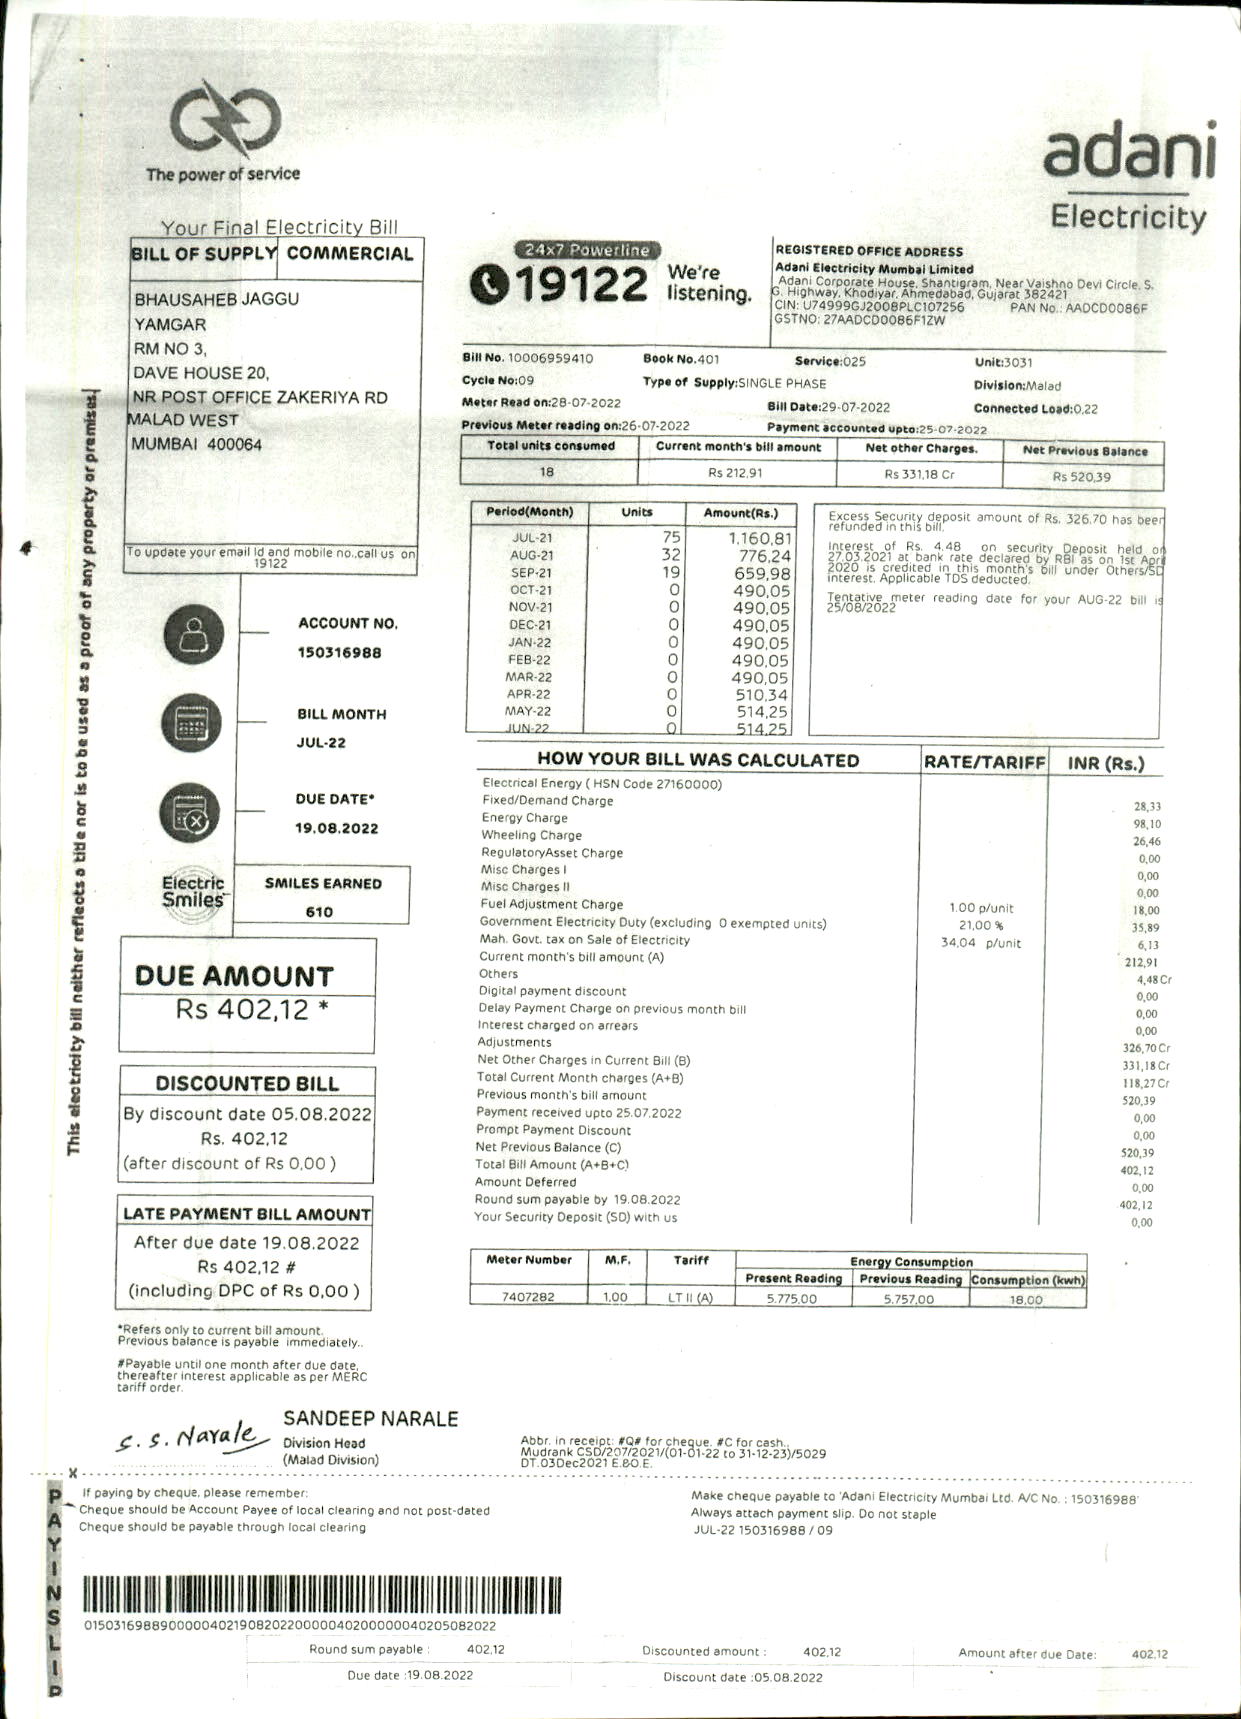 The power of service
adani
Electricity
Your Final Electricity Bill
BILL OF SUPPLY COMMERCIAL
BHAUSAHEB JAGGU
YAMGAR
RM NO 3,
DAVE HOUSE 20,
NR POST OFFICE ZAKERIYA RD
MALAD WEST
MUMBAI 400064
To update your email Id and mobile no.,call us on
19122
24x7 Powerline
19122 We're
listening.
REGISTERED OFFICE ADDRESS
Adani Electricity Mumbai Limited
Adani Corporate House, Shantigram, Near Vaishno Devi Circle, S.
G. Highway, Khodiyar, Ahmedabad, Gujarat 382421
CIN: U74999GJ2008PLC107256 PAN No.: AADCD0086F
GSTNO: 27AADCD0086F1ZW
Bill No. 10006959410 Book No.401 Service:025 Unit:3031
Cycle No:09 Type of Supply:SINGLE PHASE Division:Malad
Meter Read on:28-07-2022 Bill Date:29-07-2022 Connected Load:0.22
Previous Meter reading on:26-07-2022 Payment accounted upto:25-07-2022
Total units consumed Current month's bill amount Net other Charges. Net Previous Balance
18 Rs 212.91 Rs 331.18 Cr Rs 520.39
Period(Month) Units Amount(Rs.)
JUL-21 75 1,160.81
AUG-21 32 776.24
SEP-21 19 659.98
OCT-21 0 490.05
NOV-21 0 490.05
DEC-21 0 490.05
JAN-22 0 490.05
FEB-22 0 490.05
MAR-22 0 490.05
APR-22 0 510.34
MAY-22 0 514.25
JUN-22 0 514.25
Excess Security deposit amount of Rs. 326.70 has been
refunded in this bill.
Interest of Rs. 4.48 on security Deposit held on
27.03.2021 at bank rate declared by RBI as on 1st Apr
2020 is credited in this month's bill under Others/SD
interest. Applicable TDS deducted.
Tentative meter reading date for your AUG-22 bill is
25/08/2022
This electricity bill neither reflects a title nor is to be used as a proof of any property or premises.
ACCOUNT NO.
150316988
BILL MONTH
JUL-22
DUE DATE*
19.08.2022
Electric
Smiles
SMILES EARNED
610
DUE AMOUNT
Rs 402.12 *
DISCOUNTED BILL
By discount date 05.08.2022
Rs. 402.12
(after discount of Rs 0.00 )
LATE PAYMENT BILL AMOUNT
After due date 19.08.2022
Rs 402.12 #
(including DPC of Rs 0.00 )
*Refers only to current bill amount.
Previous balance is payable immediately..
#Payable until one month after due date,
thereafter interest applicable as per MERC
tariff order.
HOW YOUR BILL WAS CALCULATED RATE/TARIFF INR (Rs.)
Electrical Energy ( HSN Code 27160000)
Fixed/Demand Charge 28.33
Energy Charge 98.10
Wheeling Charge 26.46
RegulatoryAsset Charge 0.00
Misc Charges I 0.00
Misc Charges II 0.00
Fuel Adjustment Charge 1.00 p/unit 18.00
Government Electricity Duty (excluding 0 exempted units) 21.00 % 35.89
Mah. Govt. tax on Sale of Electricity 34.04 p/unit 6.13
Current month's bill amount (A) 212.91
Others 4.48 Cr
Digital payment discount 0.00
Delay Payment Charge on previous month bill 0.00
Interest charged on arrears 0.00
Adjustments 326.70 Cr
Net Other Charges in Current Bill (B) 331.18 Cr
Total Current Month charges (A+B) 118.27 Cr
Previous month's bill amount 520.39
Payment received upto 25.07.2022 0.00
Prompt Payment Discount 0.00
Net Previous Balance (C) 520.39
Total Bill Amount (A+B+C) 402.12
Amount Deferred 0.00
Round sum payable by 19.08.2022 402.12
Your Security Deposit (SD) with us 0.00
Meter Number M.F. Tariff Energy Consumption
Present Reading Previous Reading Consumption (kwh)
7407282 1.00 LT II (A) 5,775.00 5,757.00 18.00
S. S. Narale
SANDEEP NARALE
Division Head
(Malad Division)
Abbr. in receipt: #Q# for cheque. #C for cash..
Mudrank CSD/207/2021/(01-01-22 to 31-12-23)/5029
DT.03Dec2021 E.&O.E.
X
PAY-IN SLIP
If paying by cheque, please remember:
Cheque should be Account Payee of local clearing and not post-dated
Cheque should be payable through local clearing
Make cheque payable to 'Adani Electricity Mumbai Ltd. A/C No. : 150316988'
Always attach payment slip. Do not staple
JUL-22 150316988 / 09
015031698890000040219082022000004020000004020508​2022
Round sum payable : 402.12 Discounted amount : 402.12 Amount after due Date: 402.12
Due date :19.08.2022 Discount date :05.08.2022